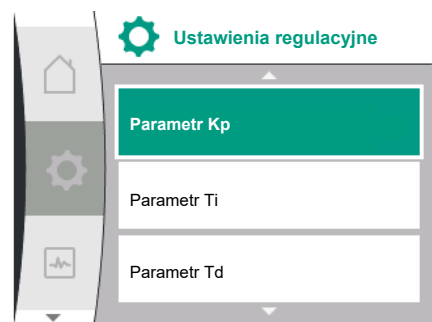 Ustawienia regulacyjne
Parametr Kp
Parametr Ti
Parametr Td